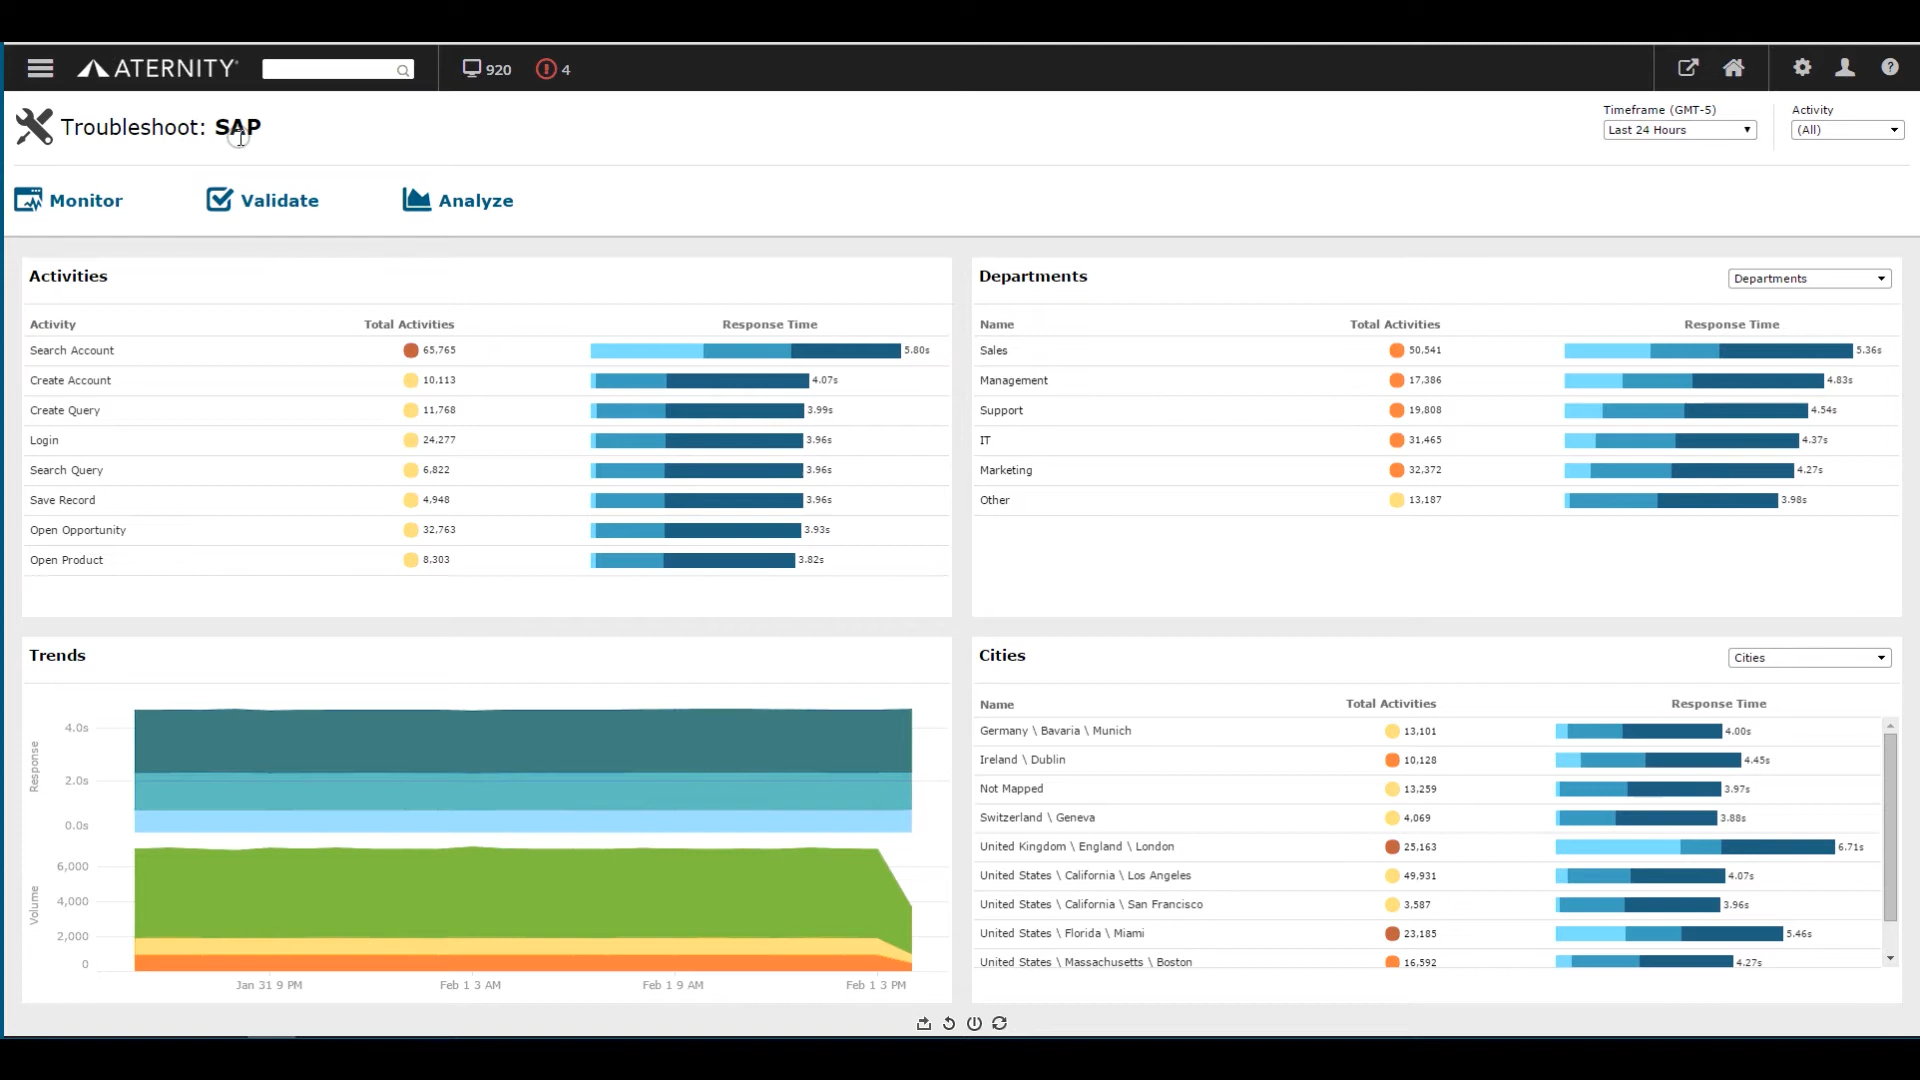 ATERNITY 920 4
Troubleshoot: SAP
Timeframe (GMT-5) Activity
Last 24 Hours (All)
Monitor Validate Analyze
Activities
Activity Total Activities Response Time
Search Account 65,765 5.80s
Create Account 10,113 4.07s
Create Query 11,768 3.99s
Login 24,277 3.96s
Search Query 6,822 3.96s
Save Record 4,948 3.96s
Open Opportunity 32,763 3.93s
Open Product 8,303 3.82s
Departments Departments
Name Total Activities Response Time
Sales 50,541 5.36s
Management 17,386 4.83s
Support 19,808 4.54s
IT 31,465 4.37s
Marketing 32,372 4.27s
Other 13,187 3.98s
Trends
Response
4.0s
2.0s
0.0s
Volume
6,000
4,000
2,000
0
Jan 31 9 PM Feb 1 3 AM Feb 1 9 AM Feb 1 3 PM
Cities Cities
Name Total Activities Response Time
Germany \ Bavaria \ Munich 13,101 4.00s
Ireland \ Dublin 10,128 4.45s
Not Mapped 13,259 3.97s
Switzerland \ Geneva 4,069 3.88s
United Kingdom \ England \ London 25,163 6.71s
United States \ California \ Los Angeles 49,931 4.07s
United States \ California \ San Francisco 3,587 3.96s
United States \ Florida \ Miami 23,185 5.46s
United States \ Massachusetts \ Boston 16,592 4.27s